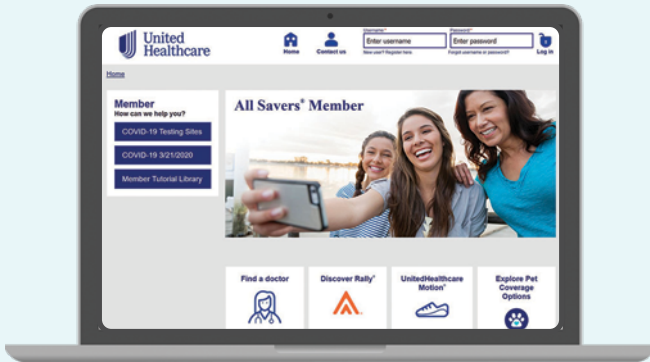 United
Healthcare
Home
Contact us
Username*
Enter username
New user? Register here.
Password*
Enter password
Forgot username or password?
Log in
Home
Member
How can we help you?
COVID-19 Testing Sites
COVID-19 3/21/2020
Member Tutorial Library
All Savers® Member
Find a doctor
Discover Rally®
UnitedHealthcare
Motion®
Explore Pet
Coverage
Options